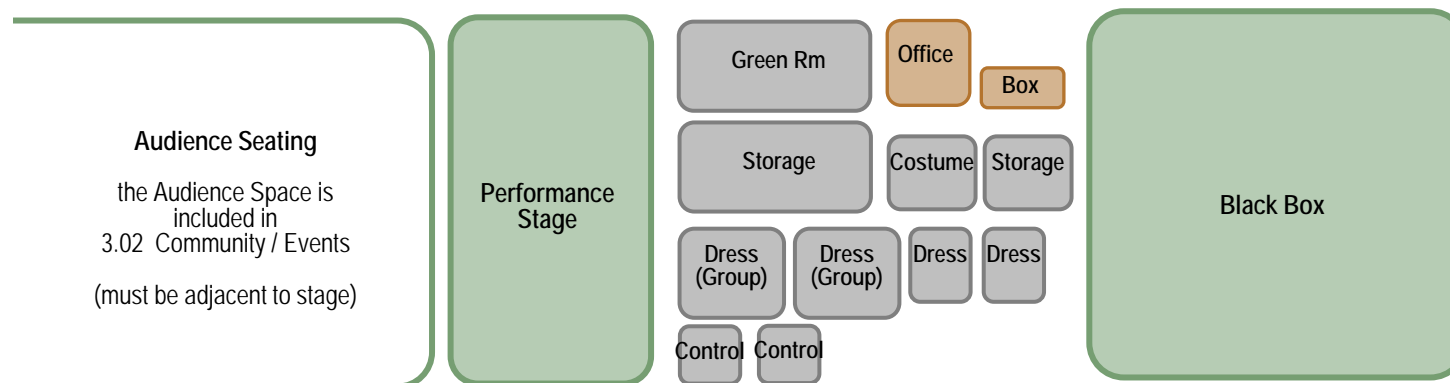 Audience Seating
the Audience Space is
included in
3.02 Community / Events
(must be adjacent to stage)
Performance
Stage
Green Rm
Office
Box
Storage
Costume
Storage
Dress
(Group)
Dress
(Group)
Dress
Dress
Control
Control
Black Box